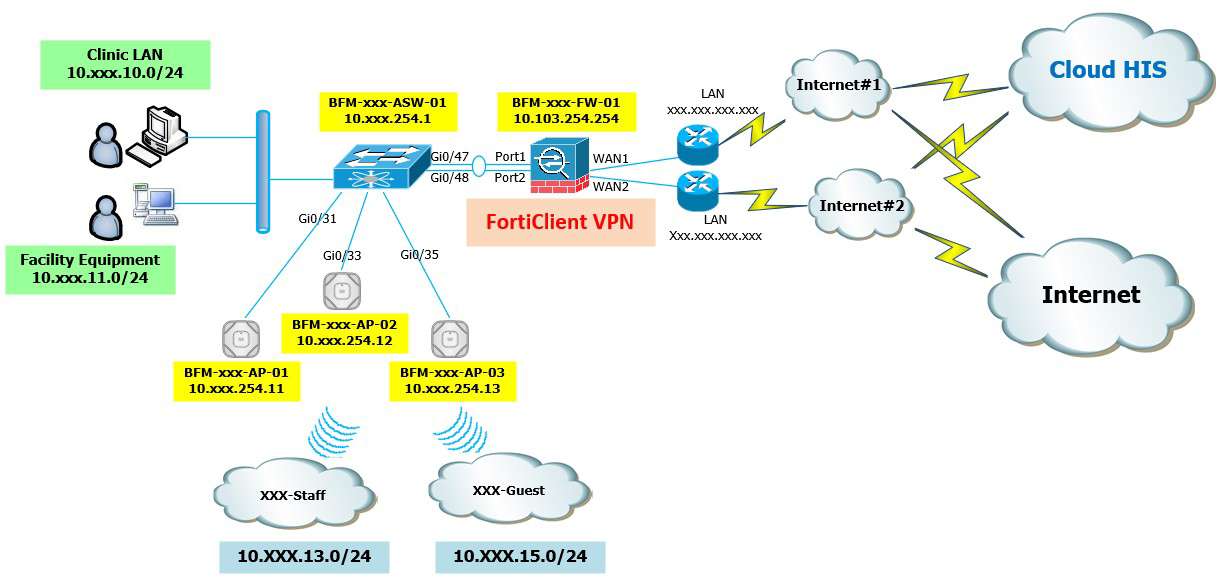 Clinic LAN
10.xxx.10.0/24
Facility Equipment
10.xxx.11.0/24
BFM-xxx-ASW-01
10.xxx.254.1
Gi0/47
Gi0/48
Gi0/31
Gi0/33
Gi0/35
BFM-xxx-FW-01
10.103.254.254
Port1
Port2
WAN1
WAN2
FortiClient VPN
LAN
xxx.xxx.xxx.xxx
LAN
Xxx.xxx.xxx.xxx
Internet#1
Internet#2
Cloud HIS
Internet
BFM-xxx-AP-01
10.xxx.254.11
BFM-xxx-AP-02
10.xxx.254.12
BFM-xxx-AP-03
10.xxx.254.13
XXX-Staff
10.XXX.13.0/24
XXX-Guest
10.XXX.15.0/24